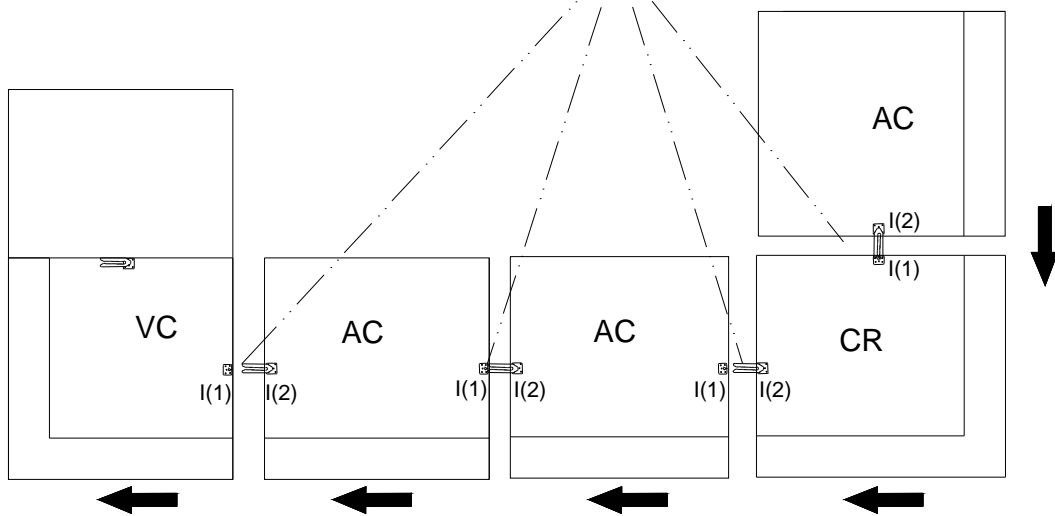 AC
I(2)
I(1)
VC
AC
AC
CR
I(1)
I(2)
I(1)
I(2)
I(1)
I(2)